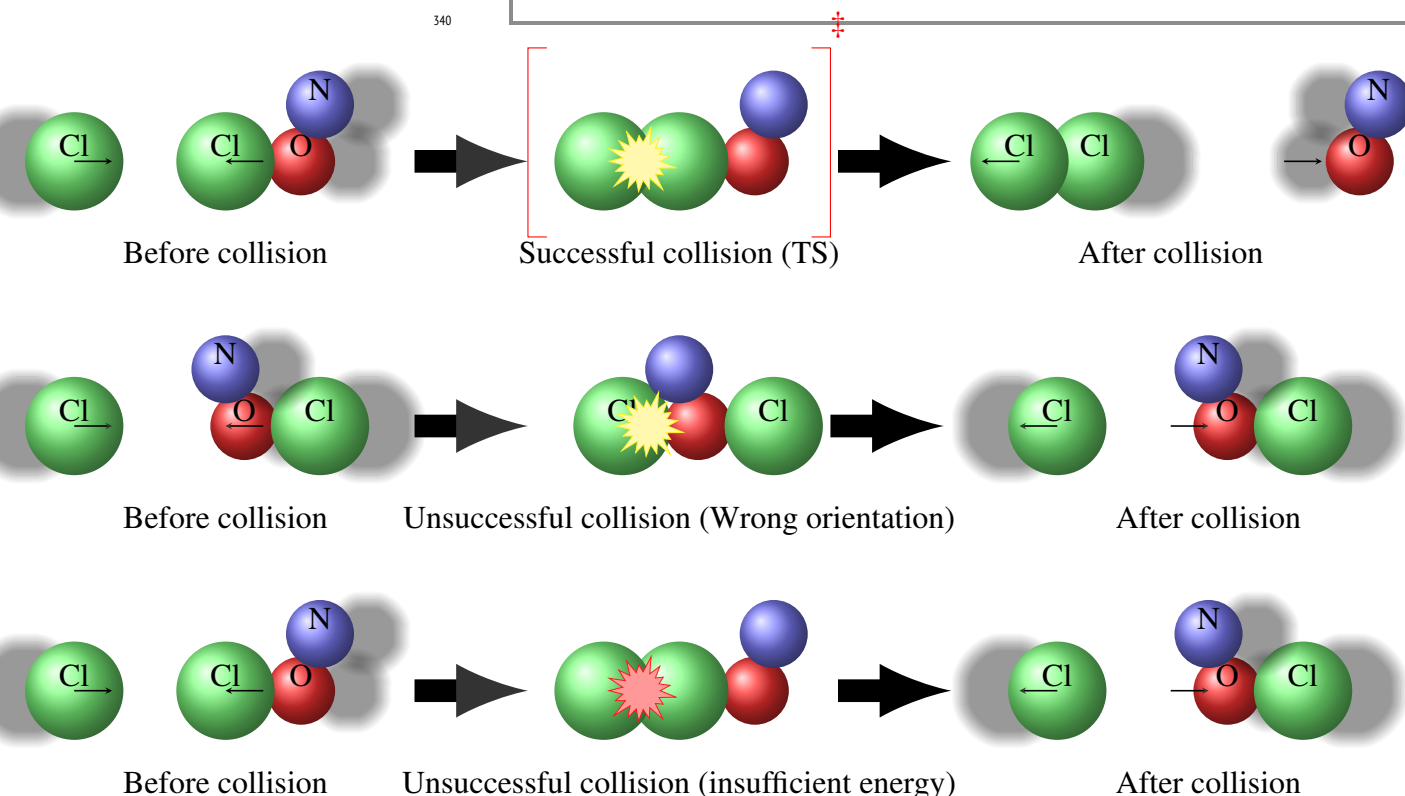 340
‡
N
Cl Cl O
Cl Cl
N
O
Before collision Successful collision (TS) After collision
N
Cl O Cl
Cl Cl
N
Cl O Cl
Before collision Unsuccessful collision (Wrong orientation) After collision
N
Cl Cl O
N
Cl O Cl
Before collision Unsuccessful collision (insufficient energy) After collision